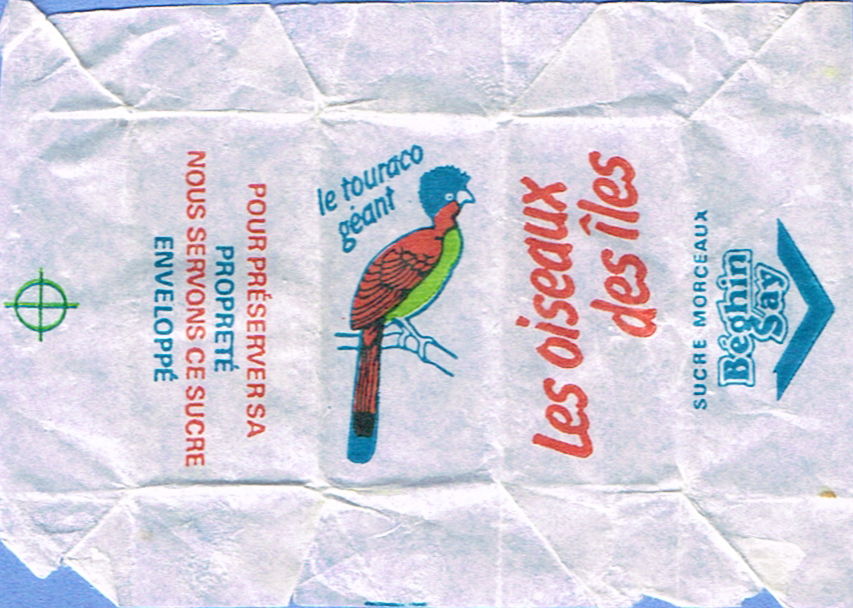 le touraco
géant
Les oiseaux
des îles
SUCRE MORCEAUX
Béghin
Say
POUR PRÉSERVER SA
PROPRETÉ
NOUS SERVONS CE SUCRE
ENVELOPPÉ